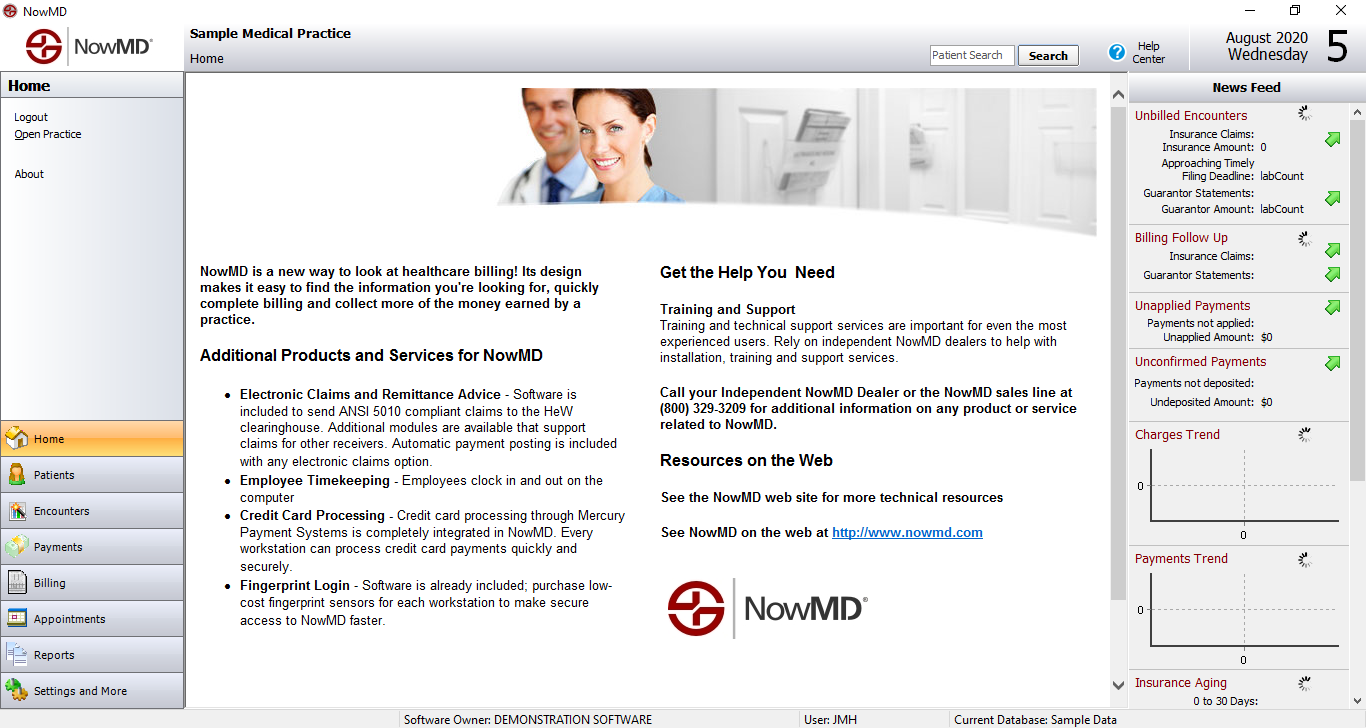 NowMD
NowMD®
Sample Medical Practice
Home
Patient Search
Search
? Help
Center
August 2020
Wednesday
5
Home
Logout
Open Practice
About
Home
Patients
Encounters
Payments
Billing
Appointments
Reports
Settings and More
NowMD is a new way to look at healthcare billing! Its design
makes it easy to find the information you're looking for, quickly
complete billing and collect more of the money earned by a
practice.
Additional Products and Services for NowMD
• Electronic Claims and Remittance Advice - Software is
included to send ANSI 5010 compliant claims to the HeW
clearinghouse. Additional modules are available that support
claims for other receivers. Automatic payment posting is included
with any electronic claims option.
• Employee Timekeeping - Employees clock in and out on the
computer
• Credit Card Processing - Credit card processing through Mercury
Payment Systems is completely integrated in NowMD. Every
workstation can process credit card payments quickly and
securely.
• Fingerprint Login - Software is already included; purchase low-
cost fingerprint sensors for each workstation to make secure
access to NowMD faster.
Get the Help You Need
Training and Support
Training and technical support services are important for even the most
experienced users. Rely on independent NowMD dealers to help with
installation, training and support services.
Call your Independent NowMD Dealer or the NowMD sales line at
(800) 329-3209 for additional information on any product or service
related to NowMD.
Resources on the Web
See the NowMD web site for more technical resources
See NowMD on the web at http://www.nowmd.com
NowMD®
News Feed
Unbilled Encounters
Insurance Claims:
Insurance Amount: 0
Approaching Timely
Filing Deadline: labCount
Guarantor Statements:
Guarantor Amount: labCount
Billing Follow Up
Insurance Claims:
Guarantor Statements:
Unapplied Payments
Payments not applied:
Unapplied Amount: $0
Unconfirmed Payments
Payments not deposited:
Undeposited Amount: $0
Charges Trend
0
0
Payments Trend
0
0
Insurance Aging
0 to 30 Days:
Software Owner: DEMONSTRATION SOFTWARE
User: JMH
Current Database: Sample Data